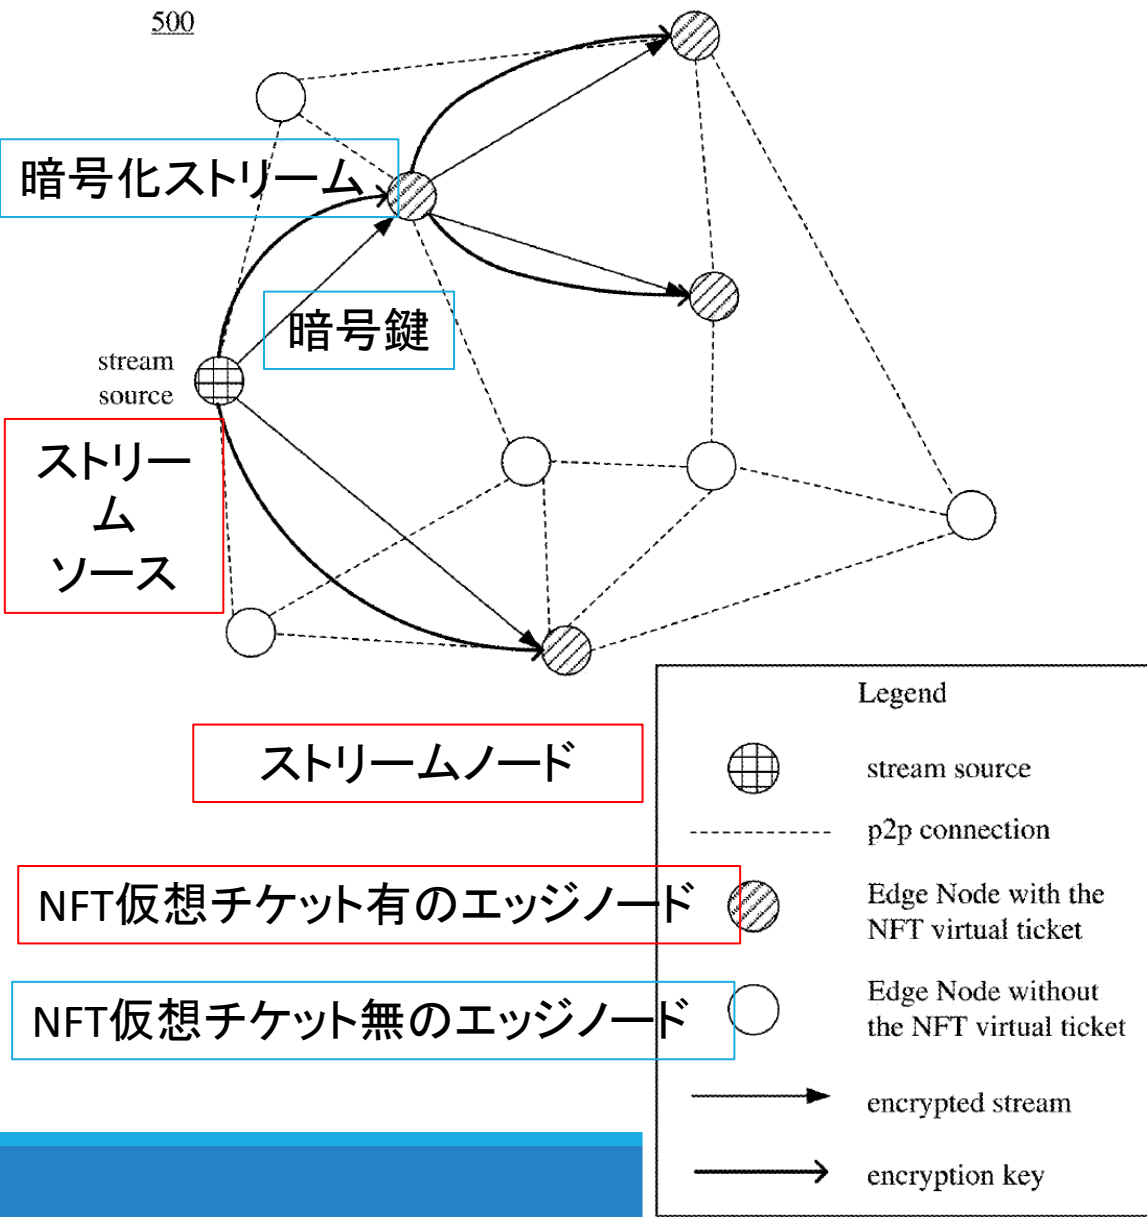 500
暗号化ストリーム
暗号鍵
stream
source
ストリー
ム
ソース
ストリームノード
NFT仮想チケット有のエッジノード
NFT仮想チケット無のエッジノード
Legend
stream source
p2p connection
Edge Node with the
NFT virtual ticket
Edge Node without
the NFT virtual ticket
encrypted stream
encryption key